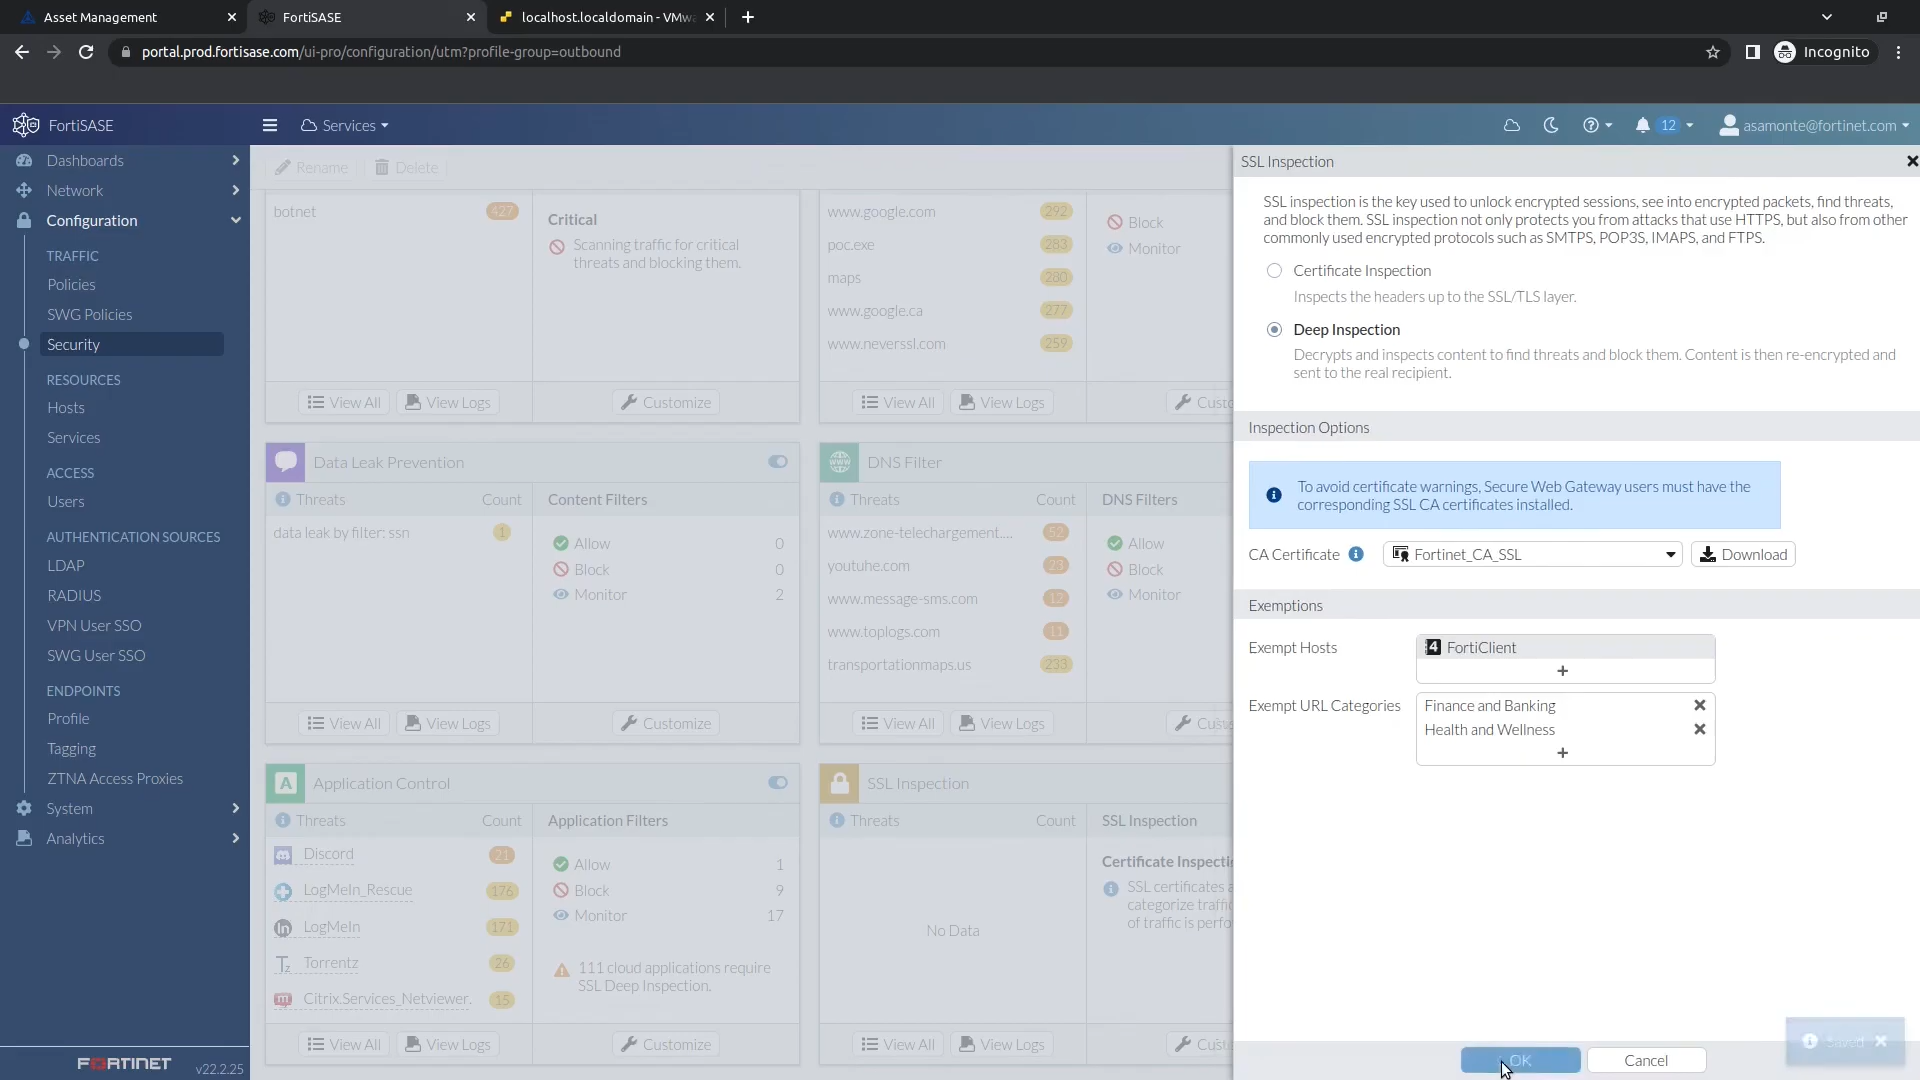 Asset Management
FortiSASE
localhost.localdomain - VMwa
portal.prod.fortisase.com/ui-pro/configuration/utm?profile-group=outbound
Incognito
FortiSASE
Services
12
asamonte@fortinet.com
Dashboards
Network
Configuration
TRAFFIC
Policies
SWG Policies
Security
RESOURCES
Hosts
Services
ACCESS
Users
AUTHENTICATION SOURCES
LDAP
RADIUS
VPN User SSO
SWG User SSO
ENDPOINTS
Profile
Tagging
ZTNA Access Proxies
System
Analytics
FORTINET
v22.2.25
Rename
Delete
botnet 427
Critical
Scanning traffic for critical
threats and blocking them.
View All
View Logs
Customize
www.google.com 292
poc.exe 283
maps 280
www.google.ca 277
www.neverssl.com 259
Block
Monitor
View All
View Logs
Custo
Data Leak Prevention
Threats Count
data leak by filter: ssn 1
Content Filters
Allow 0
Block 0
Monitor 2
View All
View Logs
Customize
DNS Filter
Threats Count
www.zone-telechargement.... 52
youtuhe.com 23
www.message-sms.com 12
www.toplogs.com 11
transportationmaps.us 233
DNS Filters
Allow
Block
Monitor
View All
View Logs
Application Control
Threats Count
Discord 21
LogMeIn_Rescue 176
LogMeIn 171
Torrentz 26
Citrix.Services_Netviewer. 15
Application Filters
Allow 1
Block 9
Monitor 17
111 cloud applications require
SSL Deep Inspection.
View All
View Logs
Customize
SSL Inspection
Threats Count
No Data
SSL Inspection
Certificate Inspectio
SSL certificates a
categorize traffic
of traffic is perfo
View All
View Logs
SSL Inspection
SSL inspection is the key used to unlock encrypted sessions, see into encrypted packets, find threats,
and block them. SSL inspection not only protects you from attacks that use HTTPS, but also from other
commonly used encrypted protocols such as SMTPS, POP3S, IMAPS, and FTPS.
Certificate Inspection
Inspects the headers up to the SSL/TLS layer.
Deep Inspection
Decrypts and inspects content to find threats and block them. Content is then re-encrypted and
sent to the real recipient.
Inspection Options
To avoid certificate warnings, Secure Web Gateway users must have the
corresponding SSL CA certificates installed.
CA Certificate
Fortinet_CA_SSL
Download
Exemptions
Exempt Hosts
4 FortiClient
Exempt URL Categories
Finance and Banking
Health and Wellness
Saved
OK
Cancel